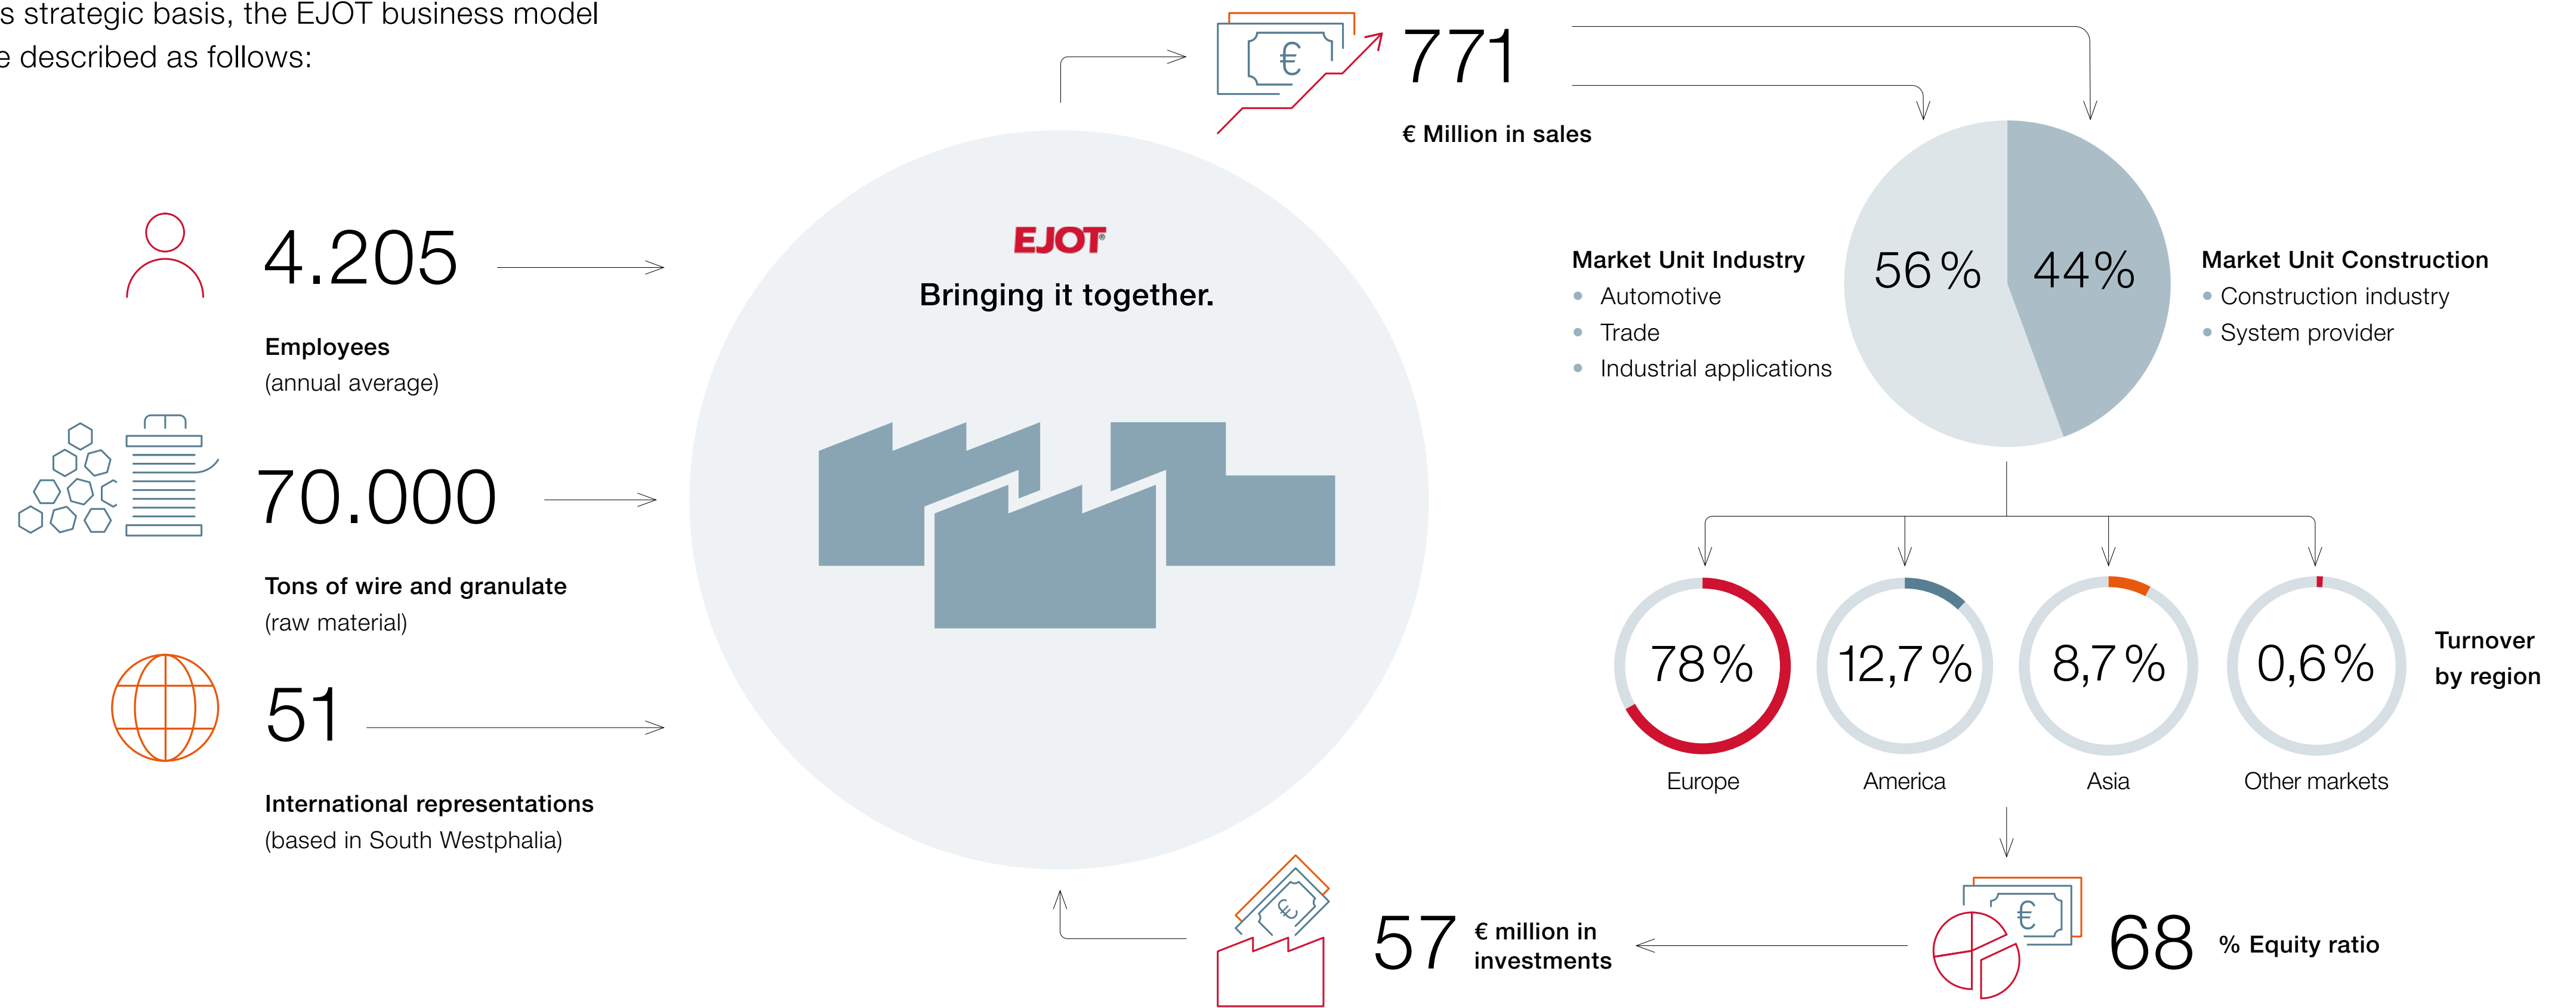 s strategic basis, the EJOT business model
e described as follows:
4.205
Employees
(annual average)
70.000
Tons of wire and granulate
(raw material)
51
International representations
(based in South Westphalia)
EJOT®
Bringing it together.
€
771
€ Million in sales
Market Unit Industry
• Automotive
• Trade
• Industrial applications
56 %
44%
Market Unit Construction
• Construction industry
• System provider
78 %
Europe
12,7 %
America
8,7 %
Asia
0,6 %
Other markets
Turnover
by region
€
68
% Equity ratio
€
57
€ million in
investments